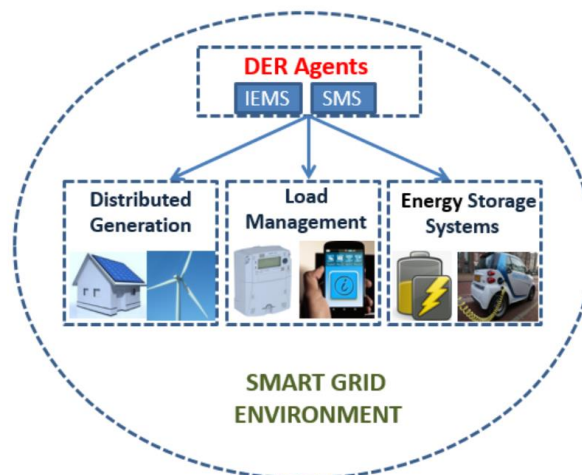 DER Agents
IEMS SMS
Distributed
Generation
Load
Management
Energy Storage
Systems
SMART GRID
ENVIRONMENT